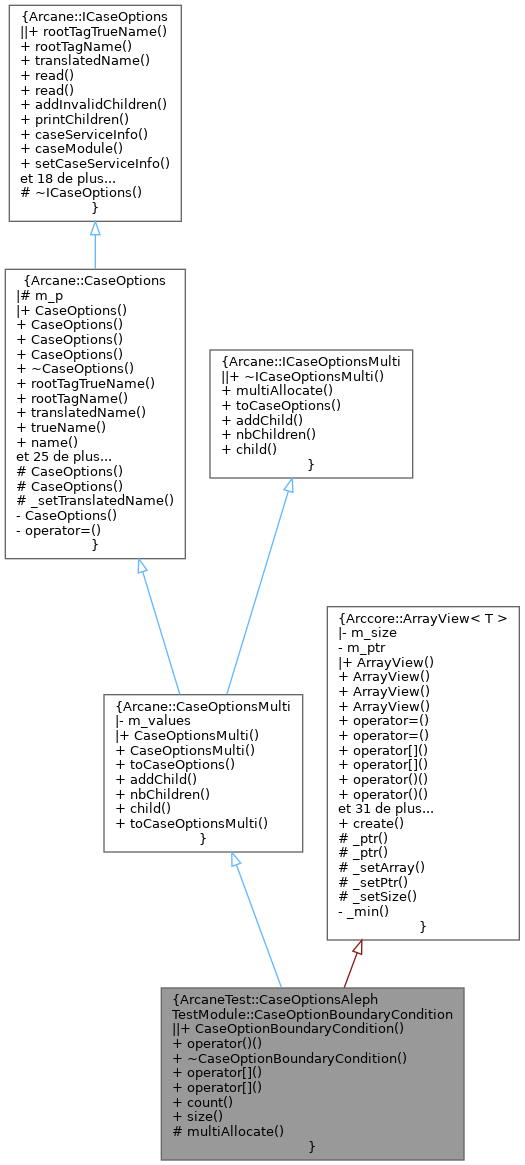 {Arcane::ICaseOptions
||+ rootTagTrueName()
+ rootTagName()
+ translatedName()
+ read()
+ read()
+ addInvalidChildren()
+ printChildren()
+ caseServiceInfo()
+ caseModule()
+ setCaseServiceInfo()
et 18 de plus...
# ~ICaseOptions()
}
{Arcane::CaseOptions
|# m_p
|+ CaseOptions()
+ CaseOptions()
+ CaseOptions()
+ CaseOptions()
+ ~CaseOptions()
+ rootTagTrueName()
+ rootTagName()
+ translatedName()
+ trueName()
+ name()
et 25 de plus...
# CaseOptions()
# CaseOptions()
# _setTranslatedName()
- CaseOptions()
- operator=()
}
{Arcane::ICaseOptionsMulti
||+ ~ICaseOptionsMulti()
+ multiAllocate()
+ toCaseOptions()
+ addChild()
+ nbChildren()
+ child()
}
{Arccore::ArrayView< T >
|- m_size
- m_ptr
|+ ArrayView()
+ ArrayView()
+ ArrayView()
+ ArrayView()
+ operator=()
+ operator=()
+ operator[]()
+ operator[]()
+ operator()()
+ operator()()
et 31 de plus...
+ create()
# _ptr()
# _ptr()
# _setArray()
# _setPtr()
# _setSize()
- _min()
}
{Arcane::CaseOptionsMulti
|- m_values
|+ CaseOptionsMulti()
+ CaseOptionsMulti()
+ toCaseOptions()
+ addChild()
+ nbChildren()
+ child()
+ toCaseOptionsMulti()
}
{ArcaneTest::CaseOptionsAleph
TestModule::CaseOptionBoundaryCondition
||+ CaseOptionBoundaryCondition()
+ operator()()
+ ~CaseOptionBoundaryCondition()
+ operator[]()
+ operator[]()
+ count()
+ size()
# multiAllocate()
}